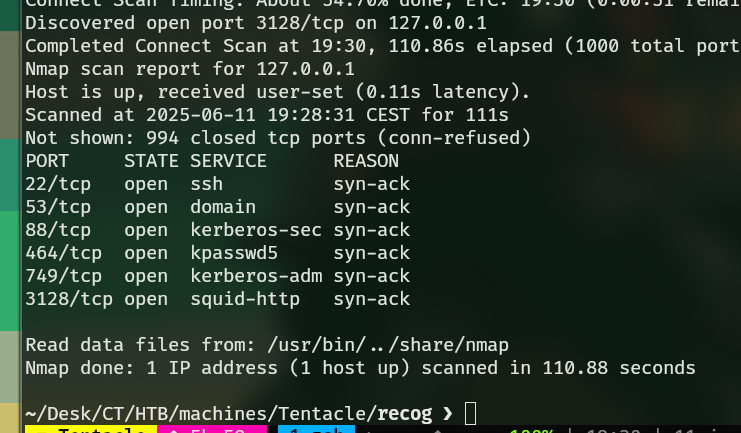 Connect Scan Timing: About 54.70% done; ETC: 19:30 (0:00:51 remai
Discovered open port 3128/tcp on 127.0.0.1
Completed Connect Scan at 19:30, 110.86s elapsed (1000 total port
Nmap scan report for 127.0.0.1
Host is up, received user-set (0.11s latency).
Scanned at 2025-06-11 19:28:31 CEST for 111s
Not shown: 994 closed tcp ports (conn-refused)
PORT     STATE SERVICE      REASON
22/tcp   open  ssh          syn-ack
53/tcp   open  domain       syn-ack
88/tcp   open  kerberos-sec syn-ack
464/tcp  open  kpasswd5     syn-ack
749/tcp  open  kerberos-adm syn-ack
3128/tcp open  squid-http   syn-ack
Read data files from: /usr/bin/../share/nmap
Nmap done: 1 IP address (1 host up) scanned in 110.88 seconds
~/Desk/CT/HTB/machines/Tentacle/recog ❯
Tentacle 1 zsh 100% 19:30 11